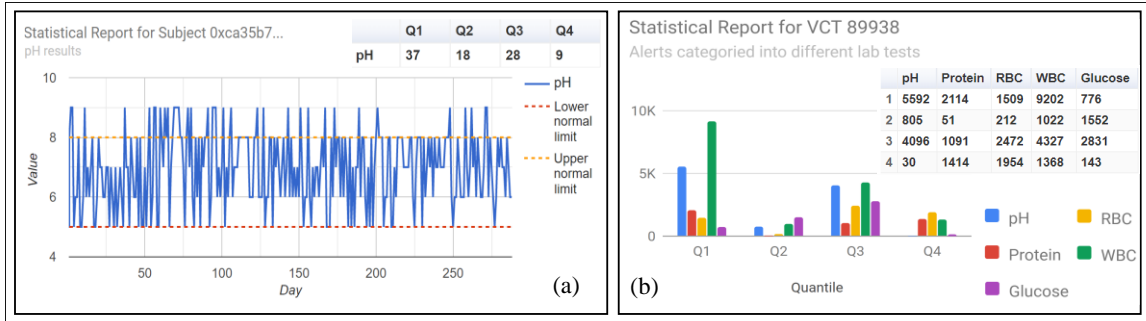 Statistical Report for Subject 0xca35b7...
pH results
Q1 Q2 Q3 Q4
pH 37 18 28 9
10
8
6
4
Value
50 100 150 200 250
Day
pH
Lower
normal
limit
Upper
normal
limit
(a)
Statistical Report for VCT 89938
Alerts categoried into different lab tests
pH Protein RBC WBC Glucose
1 5592 2114 1509 9202 776
2 805 51 212 1022 1552
3 4096 1091 2472 4327 2831
4 30 1414 1954 1368 143
10K
5K
0
Q1 Q2 Q3 Q4
Quantile
pH RBC
Protein WBC
Glucose
(b)